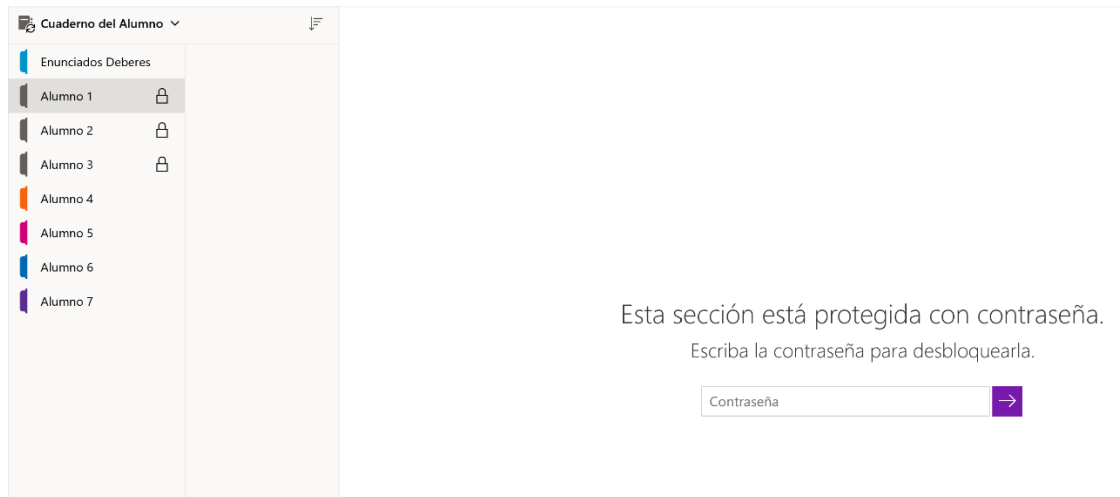 Cuaderno del Alumno
Enunciados Deberes
Alumno 1
Alumno 2
Alumno 3
Alumno 4
Alumno 5
Alumno 6
Alumno 7
Esta sección está protegida con contraseña.
Escriba la contraseña para desbloquearla.
Contraseña